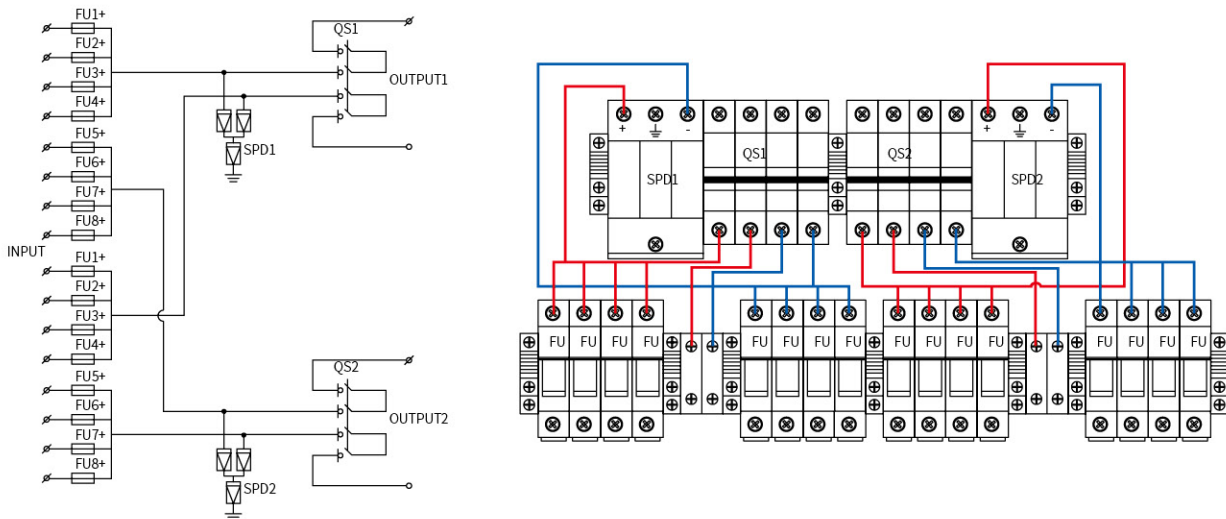 FU1+
FU2+
FU3+
FU4+
FU5+
FU6+
FU7+
FU8+
INPUT
FU1+
FU2+
FU3+
FU4+
FU5+
FU6+
FU7+
FU8+
QS1
OUTPUT1
SPD1
QS2
OUTPUT2
SPD2
+ -
SPD1
QS1
QS2
+ -
SPD2
FU FU FU FU
FU FU FU FU
FU FU FU FU
FU FU FU FU